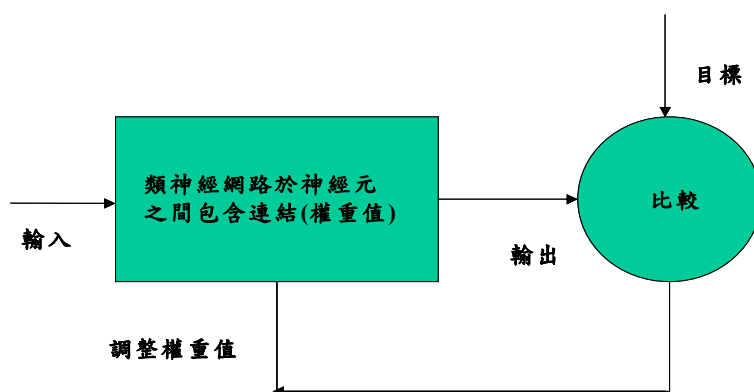 目標
類神經網路於神經元
之間包含連結(權重值)
比較
輸入
輸出
調整權重值